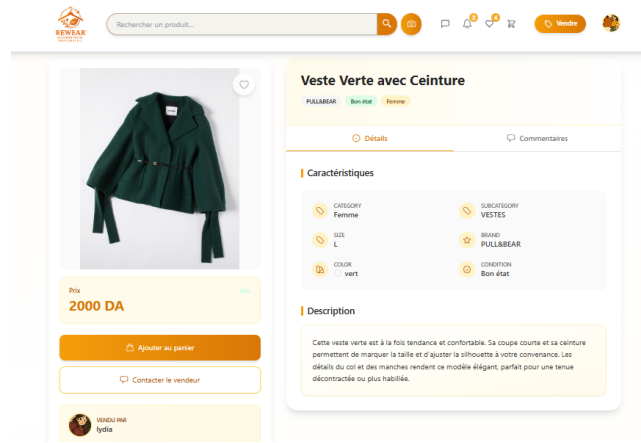 REWEAR
Rechercher un produit...
2
4
Vendre
Veste Verte avec Ceinture
PULL&BEAR
Bon état
Femme
Détails
Commentaires
Caractéristiques
CATEGORY
Femme
SUBCATEGORY
VESTES
SIZE
L
BRAND
PULL&BEAR
COLOR
vert
CONDITION
Bon état
Prix
2000 DA
Ajouter au panier
Contacter le vendeur
VENDU PAR
lydia
Description
Cette veste verte est à la fois tendance et confortable. Sa coupe courte et sa ceinture
permettent de marquer la taille et d'ajuster la silhouette à votre convenance. Les
détails du col et des manches rendent ce modèle élégant, parfait pour une tenue
décontractée ou plus habillée.